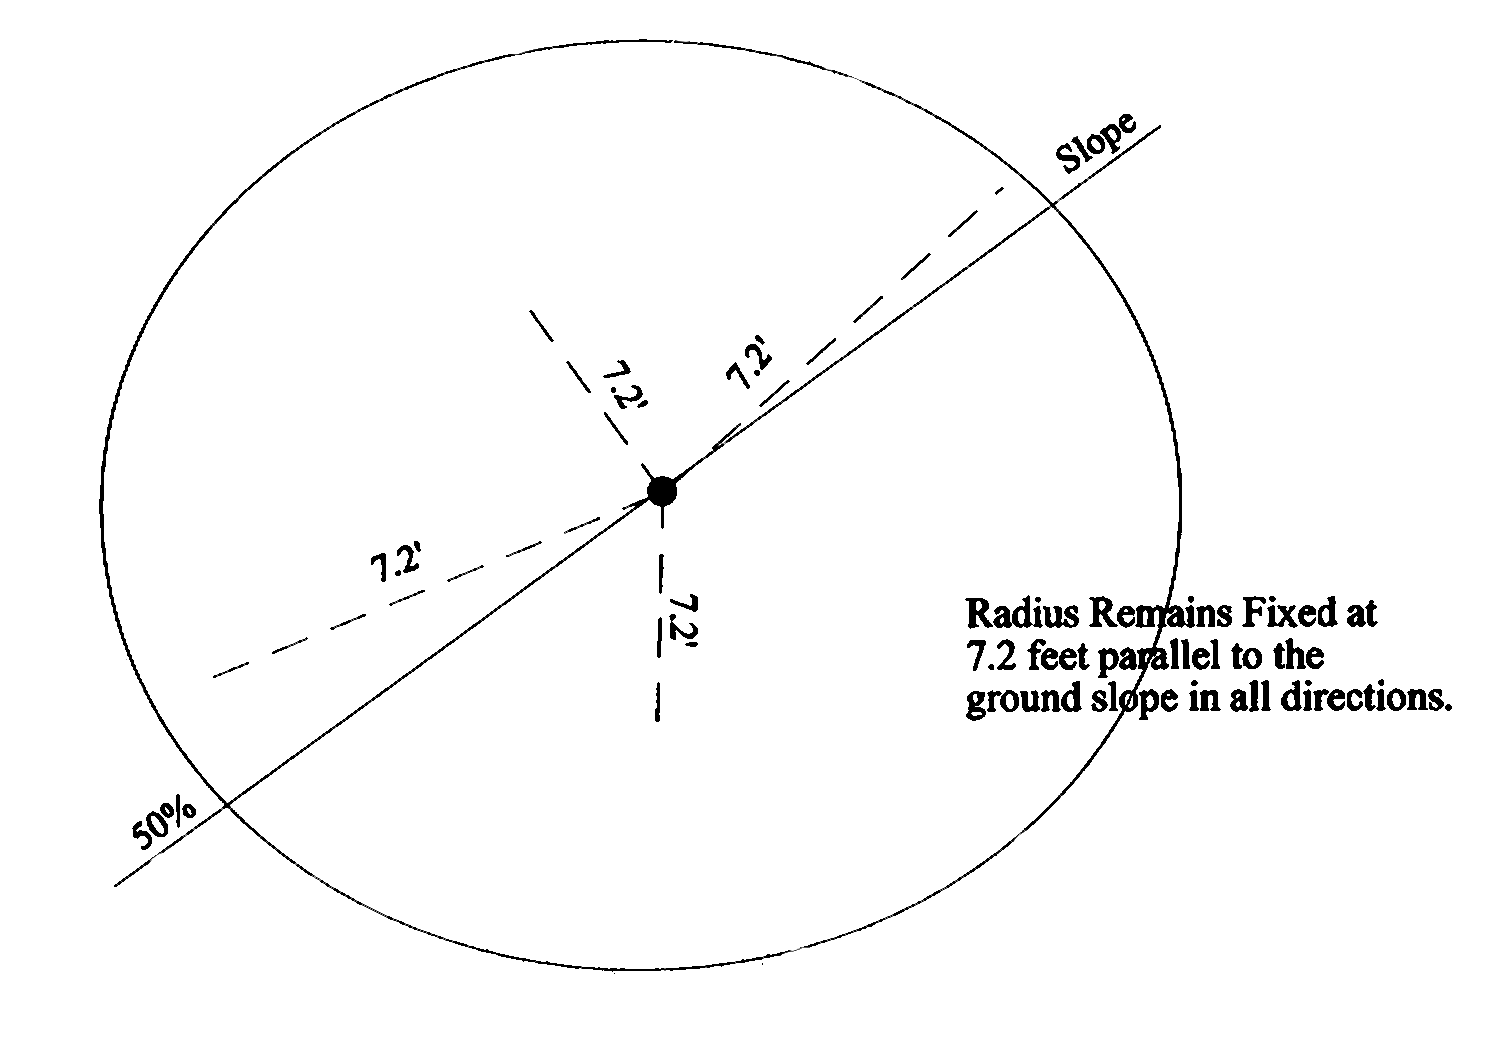 Slope
7.2'
7.2'
7.2'
7.2'
Radius Remains Fixed at
7.2 feet parallel to the
ground slope in all directions.
50%